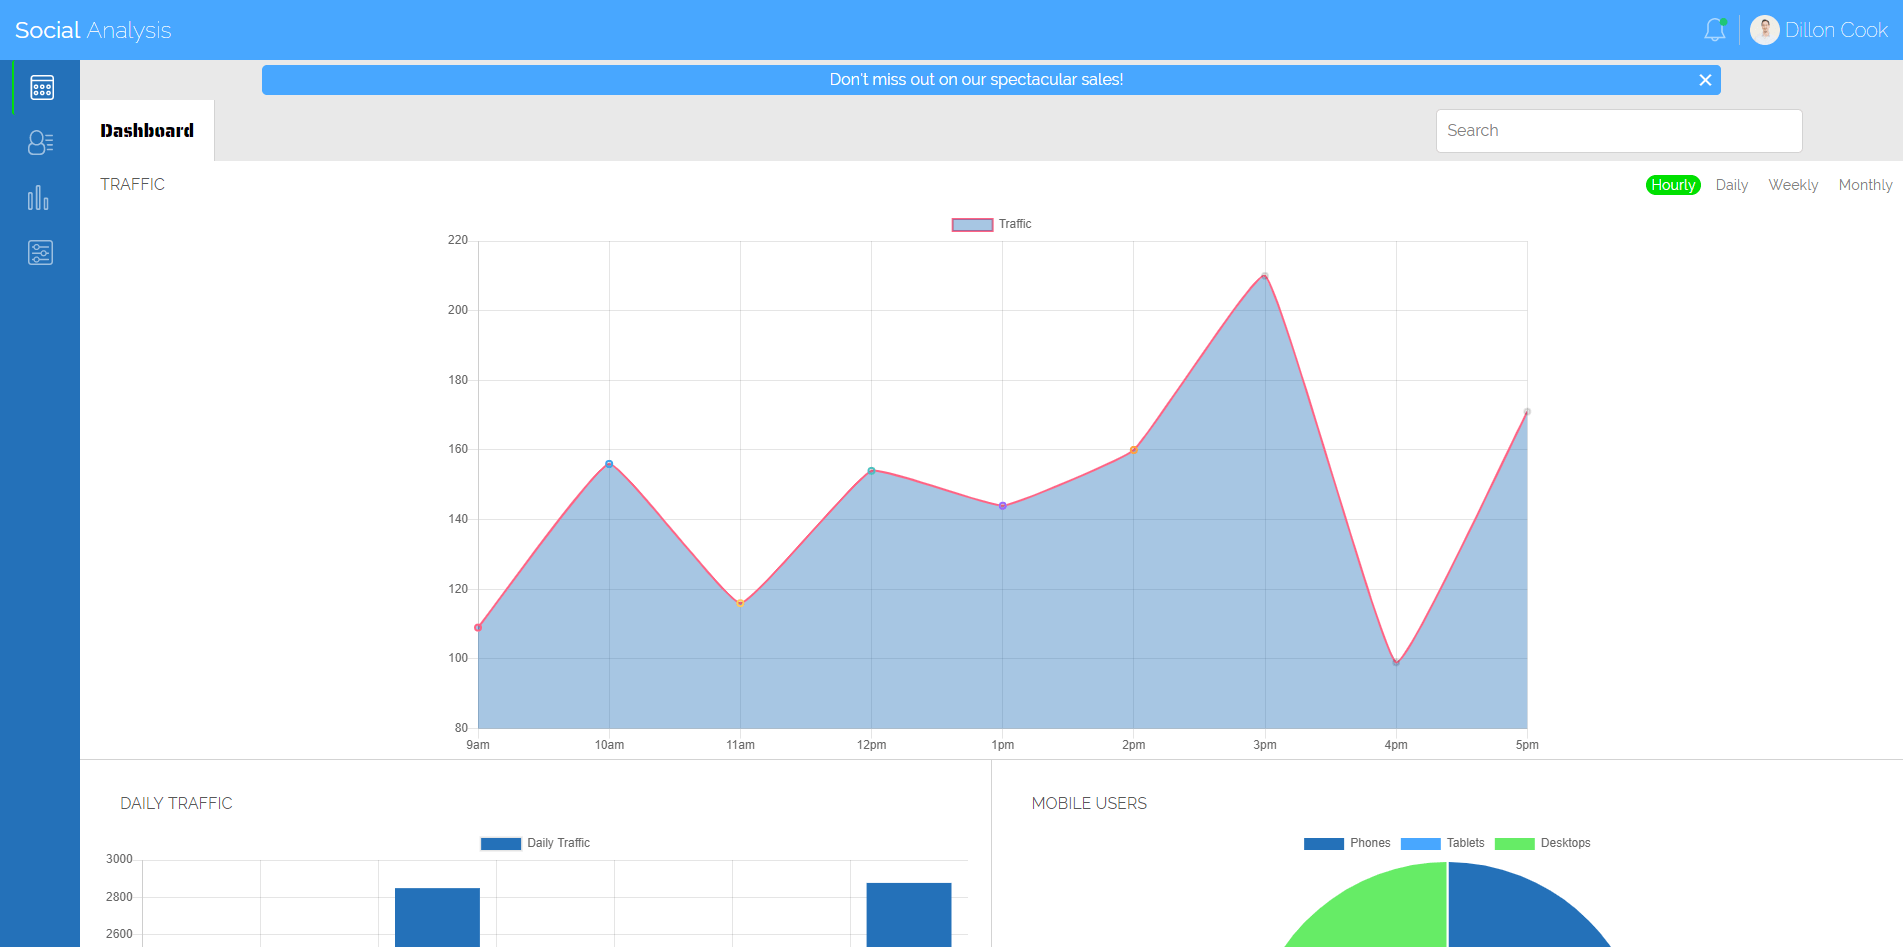 Social Analysis
Dillon Cook
Don't miss out on our spectacular sales!
Dashboard
Search
TRAFFIC
Hourly Daily Weekly Monthly
Traffic
220
200
180
160
140
120
100
80
9am 10am 11am 12pm 1pm 2pm 3pm 4pm 5pm
DAILY TRAFFIC
Daily Traffic
3000
2800
2600
MOBILE USERS
Phones Tablets Desktops